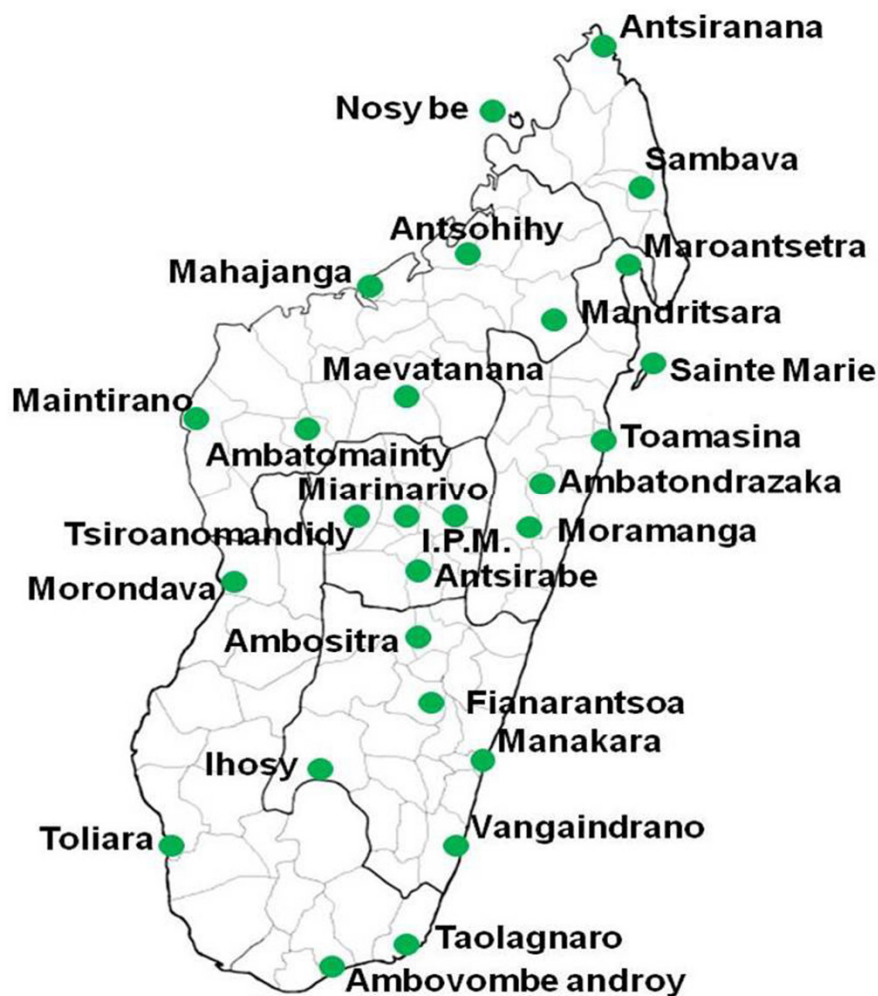 Antsiranana
Nosy be
Sambava
Antsohihy
Maroantsetra
Mahajanga
Mandritsara
Maevatanana
Sainte Marie
Maintirano
Toamasina
Ambatomainty
Ambatondrazaka
Miarinarivo
Tsiroanomandidy
Moramanga
I.P.M.
Antsirabe
Morondava
Ambositra
Fianarantsoa
Manakara
Ihosy
Vangaindrano
Toliara
Taolagnaro
Ambovombe androy